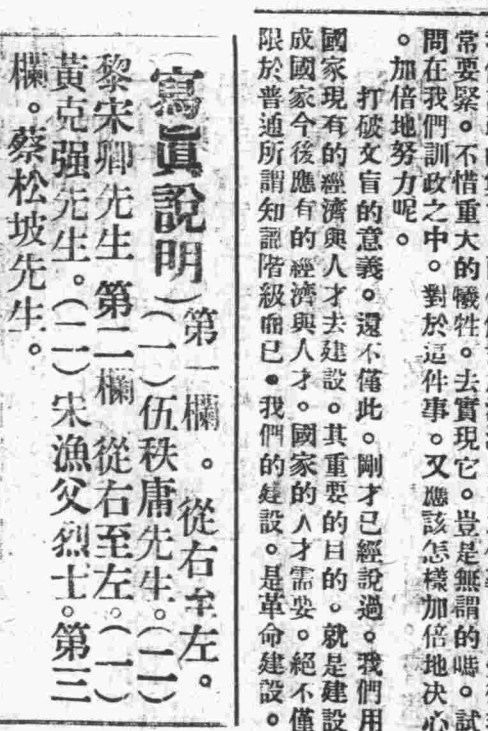 常要緊。不惜重大的犧牲。去實現它。豈是無謂的嗎。試
問在我們訓政之中。對於這件事。又應該怎樣加倍地决心
。加倍地努力呢。
打破文盲的意義。還不僅此。剛才已經說過。我們用
國家現有的經濟與人才去建設。其重要的目的。就是建設
成國家今後應有的經濟與人才。國家的人才需要。絕不僅
限於普通所謂知識階級而已。我們的建設。是革命建設。
（寫眞說明）第一欄。從右至左。
（一）伍秩庸先生。（二）
黎宋卿先生 第二欄 從右至左。（一）
黃克强先生。（二）宋漁父烈士。第三
欄。蔡松坡先生。